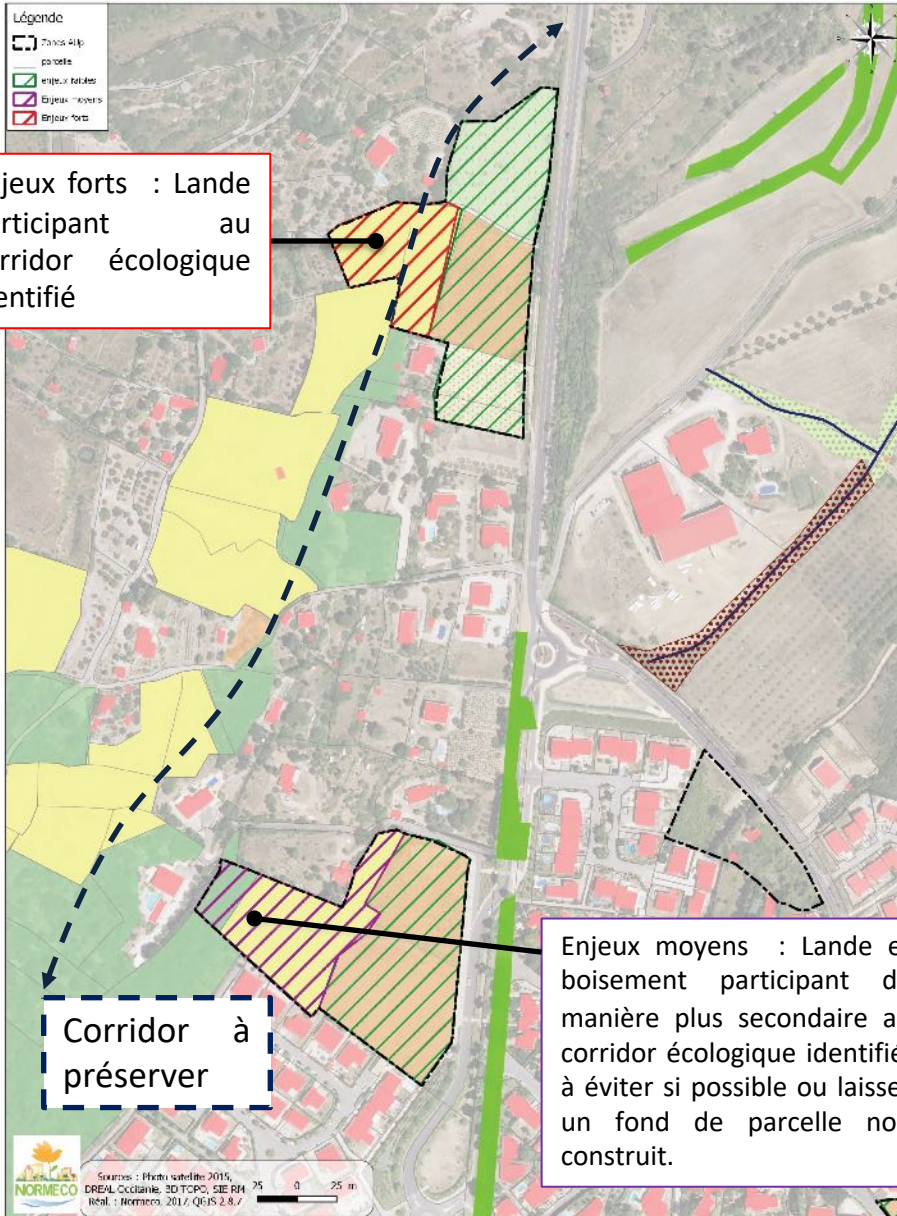 Légende
Zones AUp
parcelle
enjeux faibles
Enjeux moyens
Enjeux forts
jeux forts : Lande
rticipant au
rridor écologique
entifié
Corridor à
préserver
Enjeux moyens : Lande e
boisement participant d
manière plus secondaire a
corridor écologique identifié
à éviter si possible ou laisse
un fond de parcelle no
construit.
NORMECO
Sources : Photo satellite 2015,
DREAL Occitanie, BD TOPO, SIE RM
Réal. : Normeco, 2017, QGIS 2.8.7
25 0 25 m